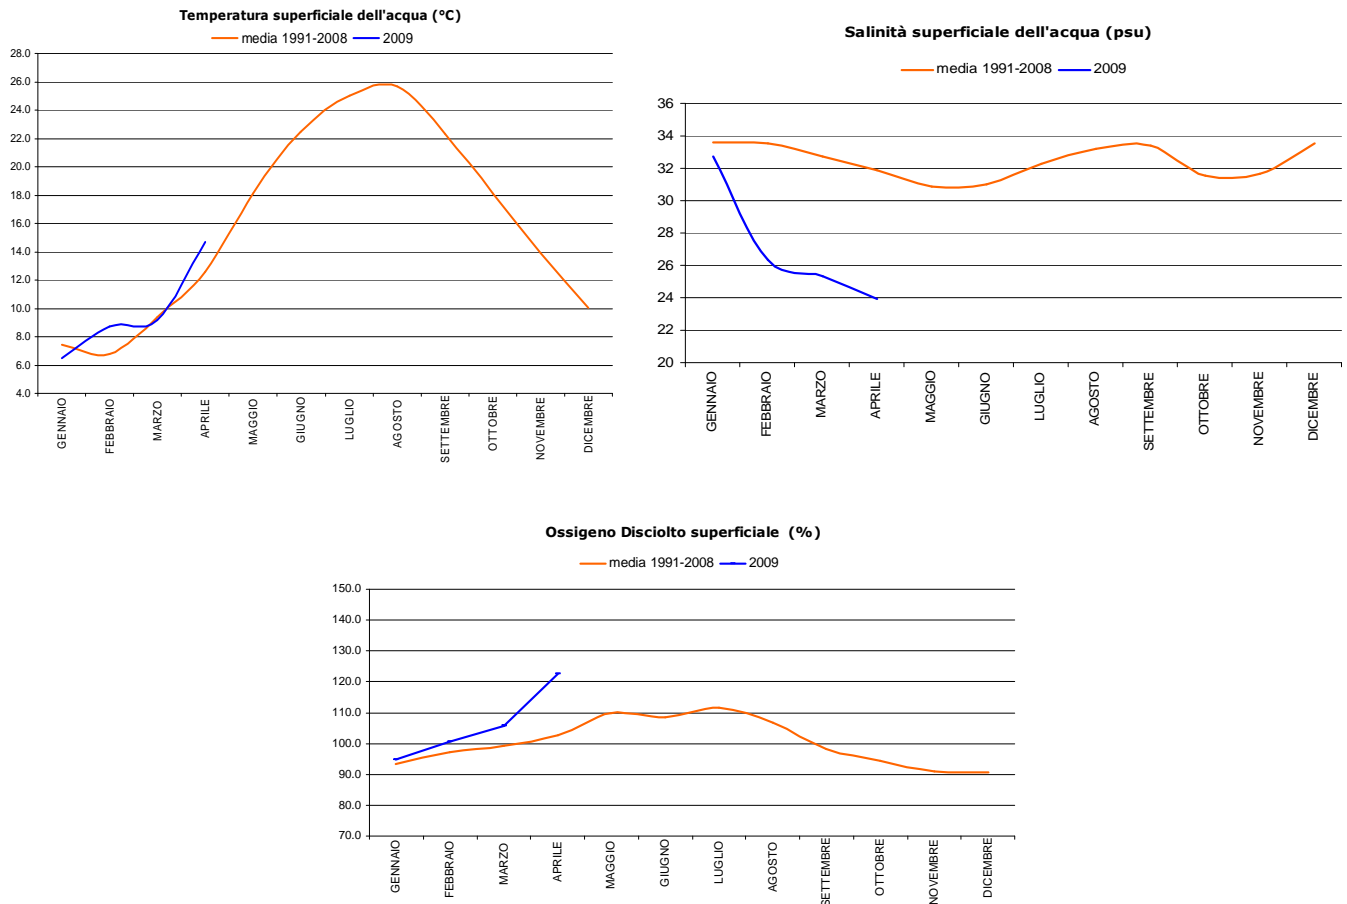 Temperatura superficiale dell'acqua (°C)
media 1991-2008 2009
28.0
26.0
24.0
22.0
20.0
18.0
16.0
14.0
12.0
10.0
8.0
6.0
4.0
GENNAIO
FEBBRAIO
MARZO
APRILE
MAGGIO
GIUGNO
LUGLIO
AGOSTO
SETTEMBRE
OTTOBRE
NOVEMBRE
DICEMBRE
Salinità superficiale dell'acqua (psu)
media 1991-2008 2009
36
34
32
30
28
26
24
22
20
GENNAIO
FEBBRAIO
MARZO
APRILE
MAGGIO
GIUGNO
LUGLIO
AGOSTO
SETTEMBRE
OTTOBRE
NOVEMBRE
DICEMBRE
Ossigeno Disciolto superficiale (%)
media 1991-2008 2009
150.0
140.0
130.0
120.0
110.0
100.0
90.0
80.0
70.0
GENNAIO
FEBBRAIO
MARZO
APRILE
MAGGIO
GIUGNO
LUGLIO
AGOSTO
SETTEMBRE
OTTOBRE
NOVEMBRE
DICEMBRE